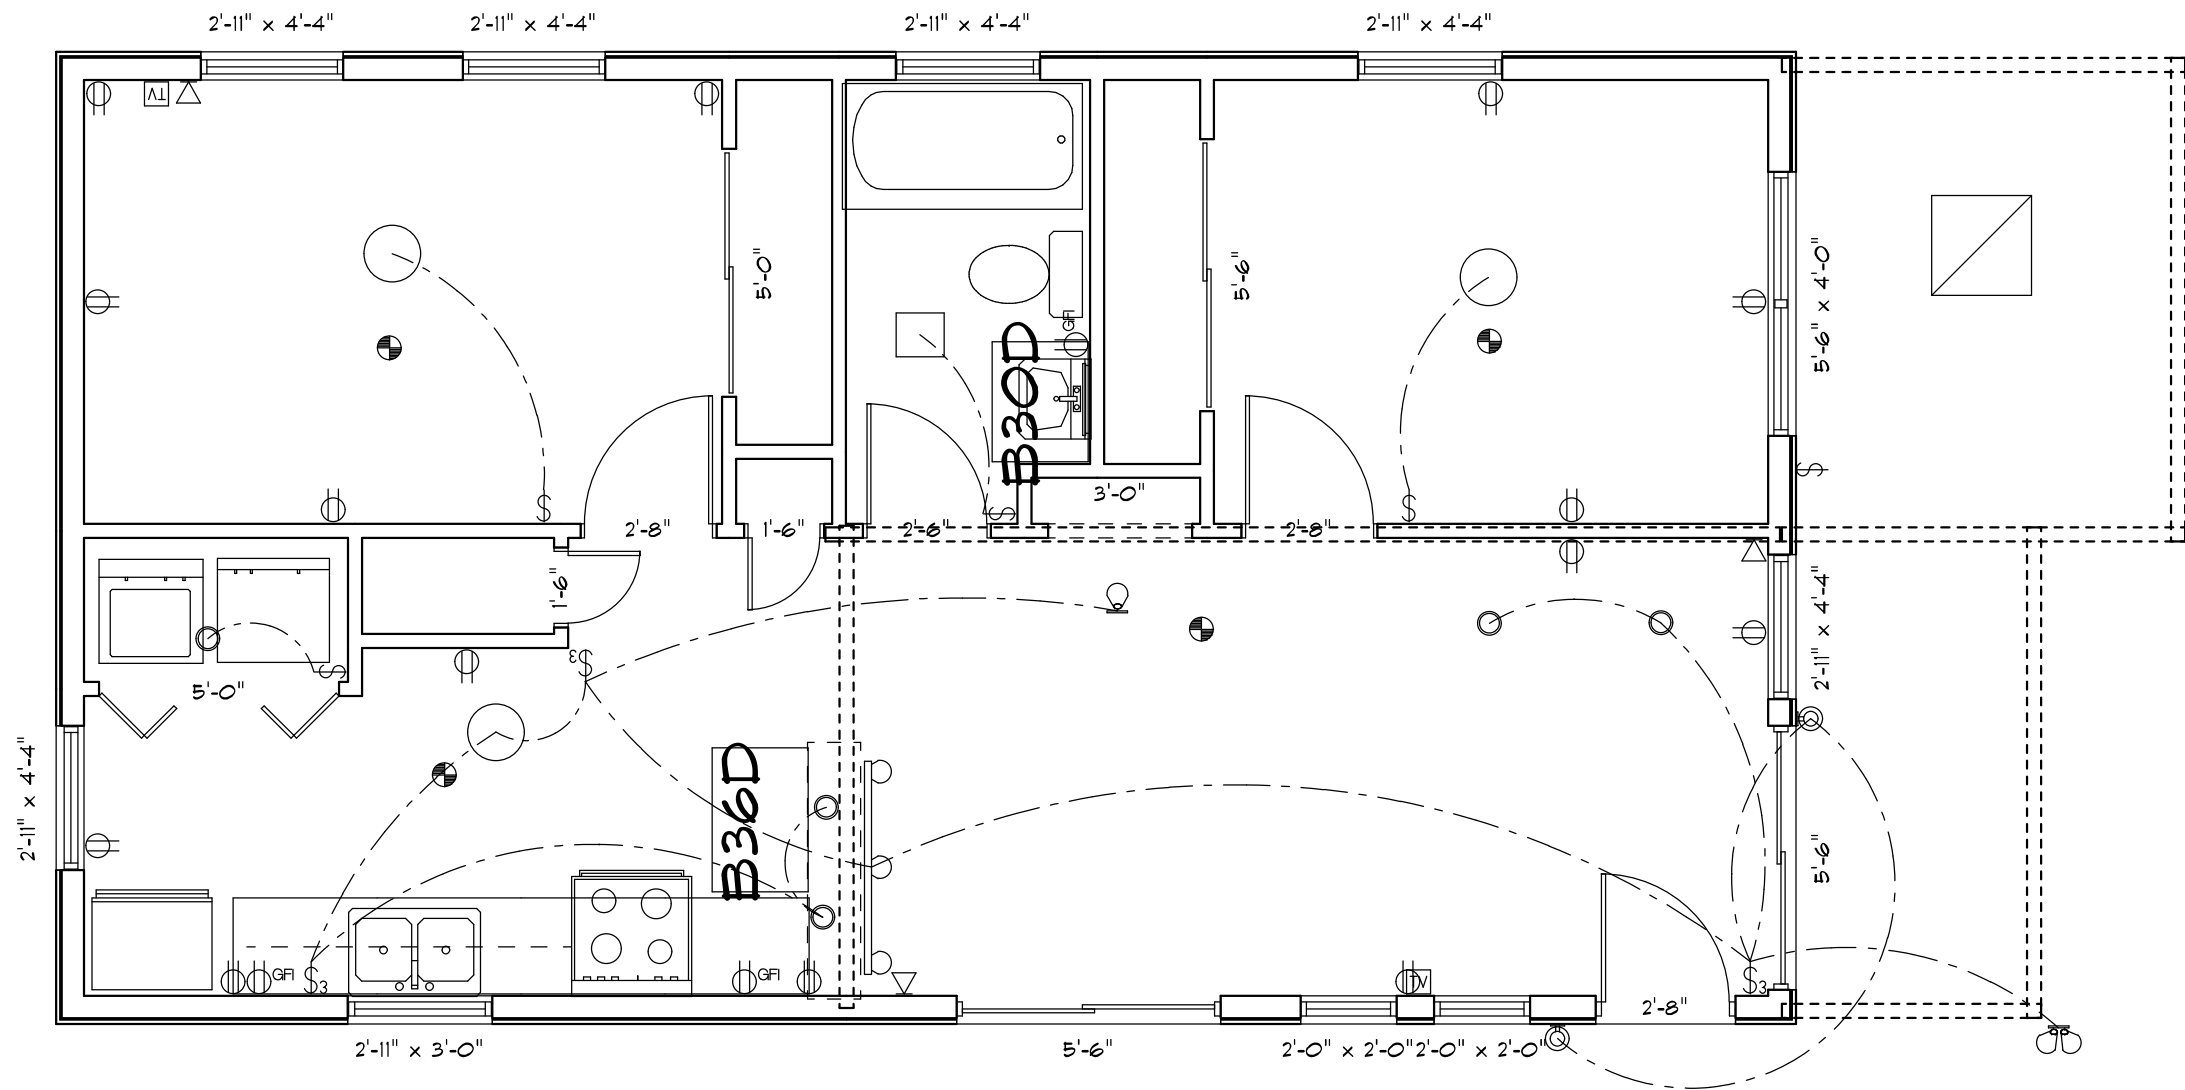 2'-11" x 4'-4"
2'-11" x 4'-4"
2'-11" x 4'-4"
2'-11" x 4'-4"
TV
5'-0"
5'-6"
5'-6" x 4'-0"
GFI
B30D
S
3'-0"
S
S
S
2'-8"
1'-6"
2'-6"
2'-8"
1'-6"
2'-11" x 4'-4"
S3
S
5'-0"
2'-11" x 4'-4"
B36D
5'-6"
GFI
S3
GFI
TV
S3
2'-8"
2'-11" x 3'-0"
5'-6"
2'-0" x 2'-0"
2'-0" x 2'-0"